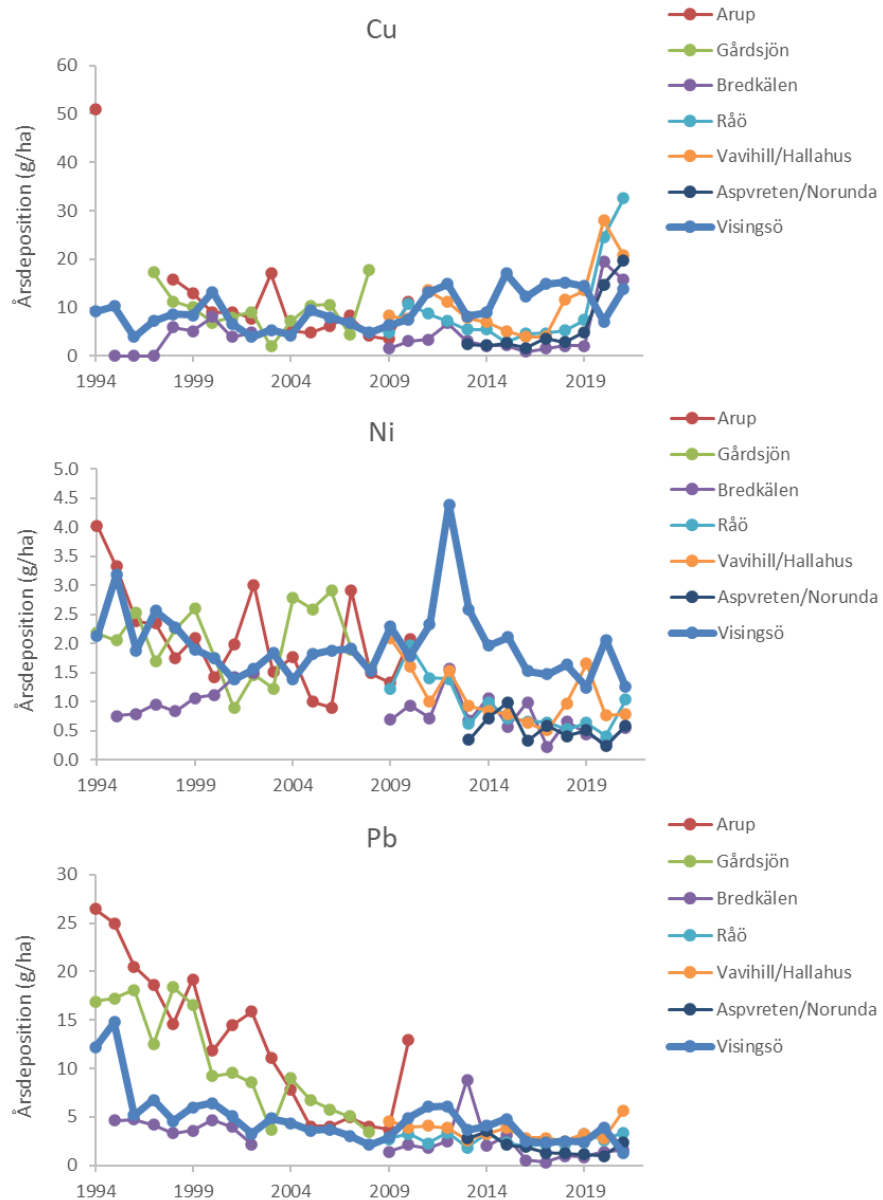 Cu
Årsdeposition (g/ha)
60
50
40
30
20
10
0
1994 1999 2004 2009 2014 2019
Arup
Gårdsjön
Bredkälen
Råö
Vavihill/Hallahus
Aspvreten/Norunda
Visingsö
Ni
Årsdeposition (g/ha)
5.0
4.5
4.0
3.5
3.0
2.5
2.0
1.5
1.0
0.5
0.0
1994 1999 2004 2009 2014 2019
Arup
Gårdsjön
Bredkälen
Råö
Vavihill/Hallahus
Aspvreten/Norunda
Visingsö
Pb
Årsdeposition (g/ha)
30
25
20
15
10
5
0
1994 1999 2004 2009 2014 2019
Arup
Gårdsjön
Bredkälen
Råö
Vavihill/Hallahus
Aspvreten/Norunda
Visingsö